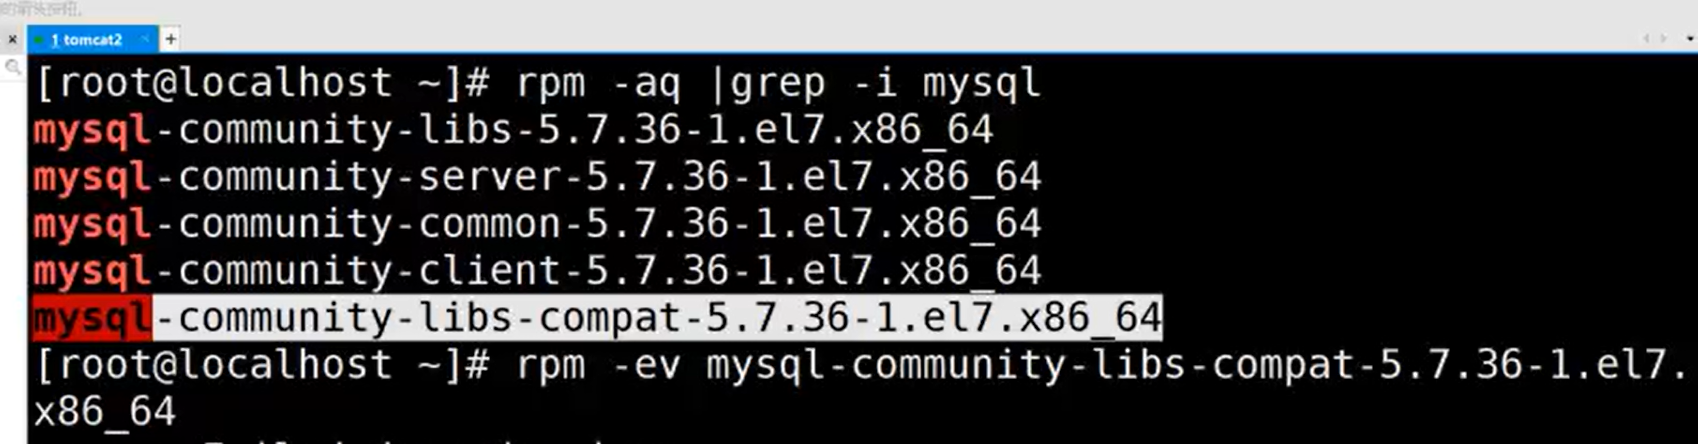 1 tomcat2
[root@localhost ~]# rpm -aq |grep -i mysql
mysql-community-libs-5.7.36-1.el7.x86_64
mysql-community-server-5.7.36-1.el7.x86_64
mysql-community-common-5.7.36-1.el7.x86_64
mysql-community-client-5.7.36-1.el7.x86_64
mysql-community-libs-compat-5.7.36-1.el7.x86_64
[root@localhost ~]# rpm -ev mysql-community-libs-compat-5.7.36-1.el7.
x86_64